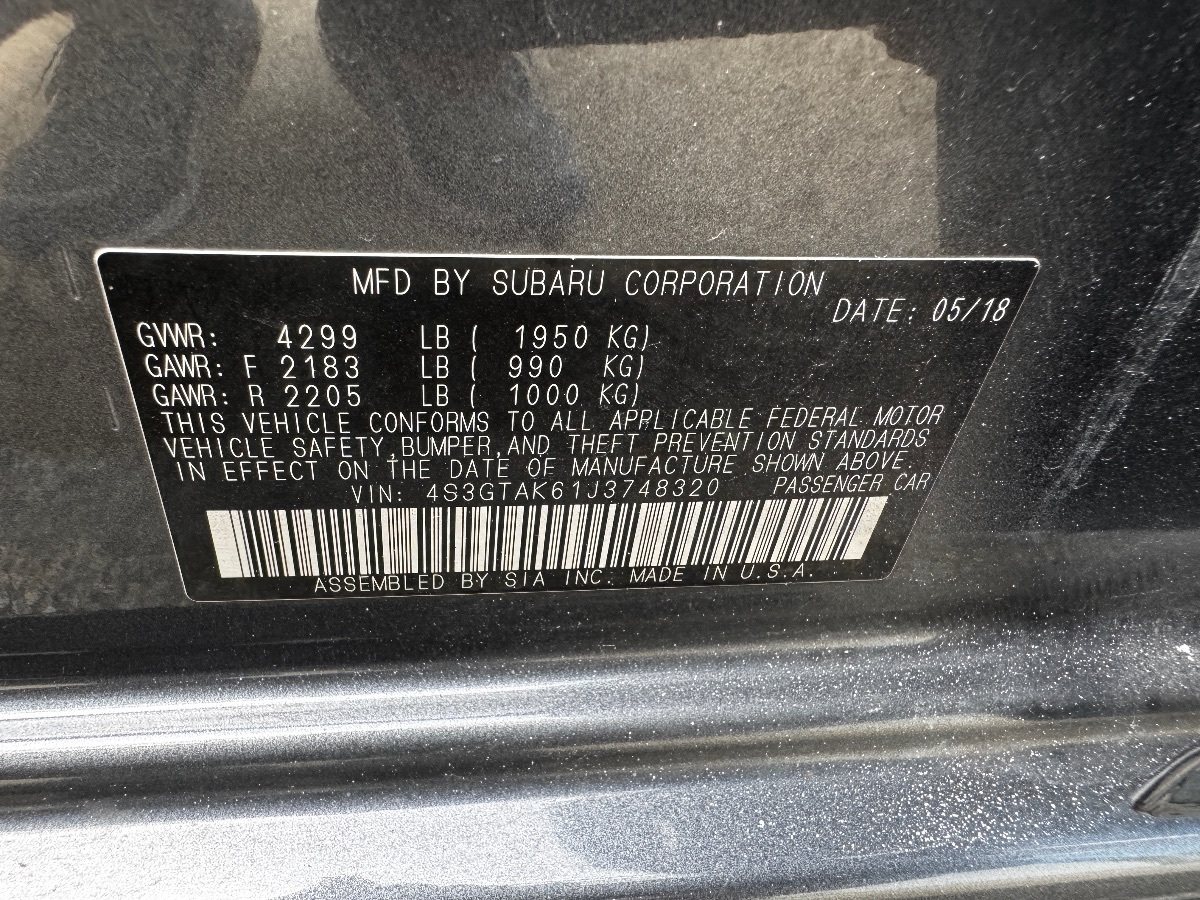 MFD BY SUBARU CORPORATION
DATE: 05/18
GVWR: 4299 LB ( 1950 KG)
GAWR: F 2183 LB ( 990 KG)
GAWR: R 2205 LB ( 1000 KG)
THIS VEHICLE CONFORMS TO ALL APPLICABLE FEDERAL MOTOR
VEHICLE SAFETY, BUMPER, AND THEFT PREVENTION STANDARDS
IN EFFECT ON THE DATE OF MANUFACTURE SHOWN ABOVE.
VIN: 4S3GTAK61J3748320 PASSENGER CAR
ASSEMBLED BY SIA INC. MADE IN U.S.A.